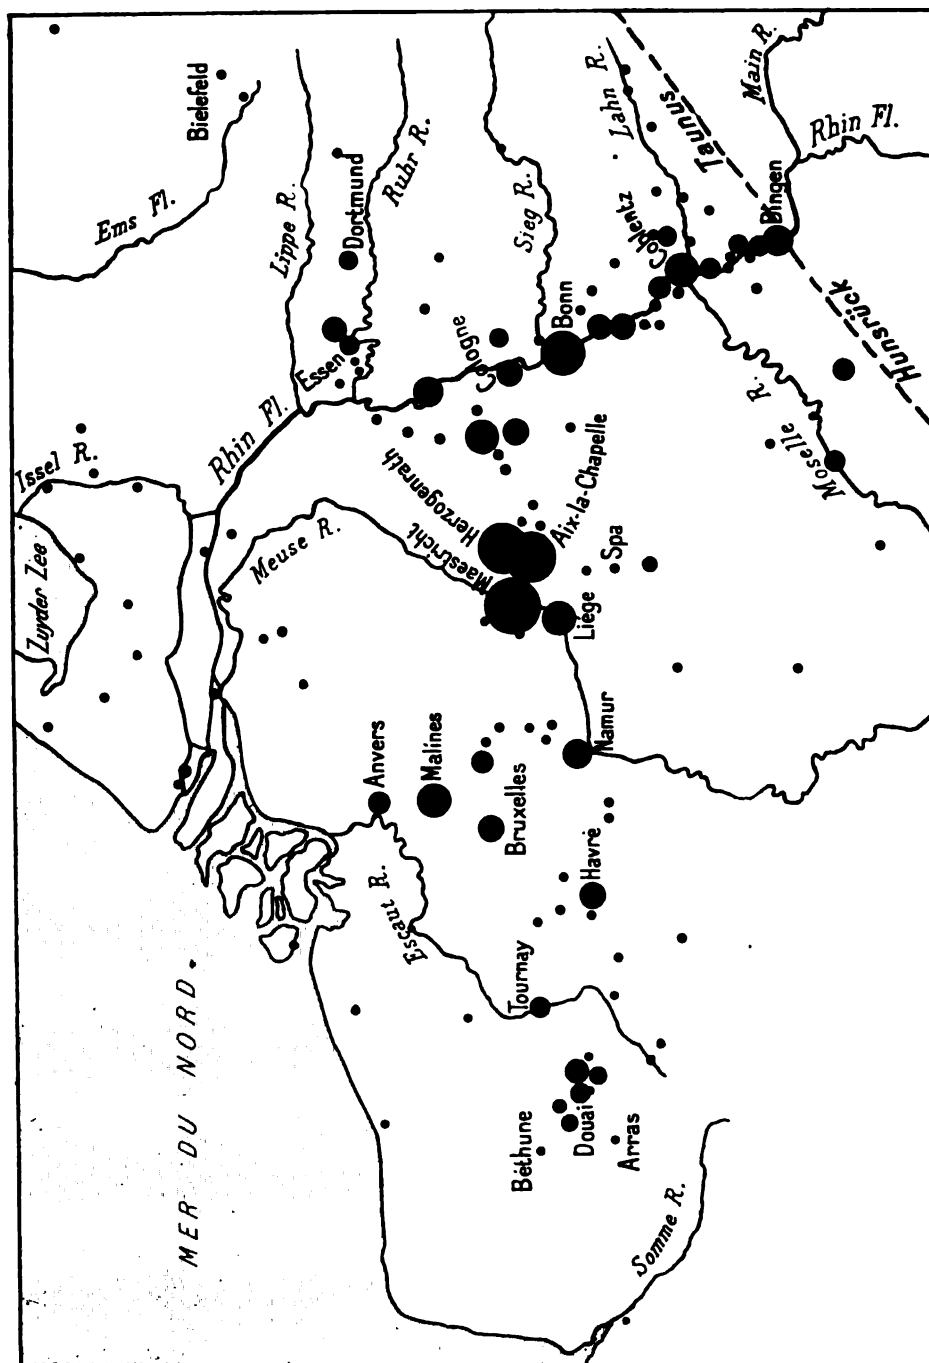 MER DU NORD.
Zuyder Zee
Issel R.
Ems Fl.
Bielefeld
Lippe R.
Dortmund
Ruhr R.
Essen
Rhin Fl.
Meuse R.
Sieg R.
Cologne
Bonn
Lahn R.
Coblentz
Taunus
Main R.
Rhin Fl.
Bingen
Hunsrück
Moselle R.
Herzogenrath
Maestricht
Aix-la-Chapelle
Spa
Liége
Namur
Anvers
Malines
Bruxelles
Havré
Escaut R.
Tournay
Béthune
Douai
Arras
Somme R.